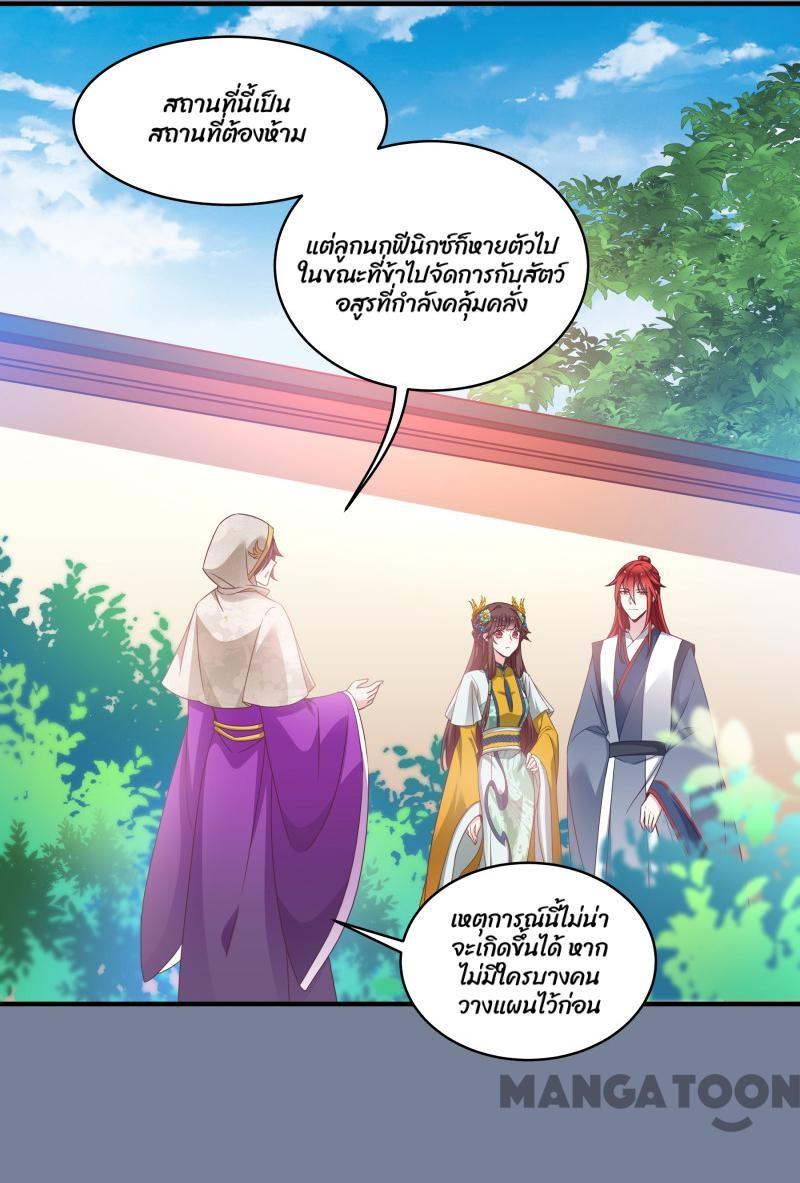 สถานที่นี้เป็น
สถานที่ต้องห้าม
แต่ลูกนกฟีนิกซ์ก็หายตัวไป
ในขณะที่ข้าไปจัดการกับสัตว์
อสูรที่กำลังคลุ้มคลั่ง
เหตุการณ์นี้ไม่น่า
จะเกิดขึ้นได้ หาก
ไม่มีใครบางคน
วางแผนไว้ก่อน
MANGATOON